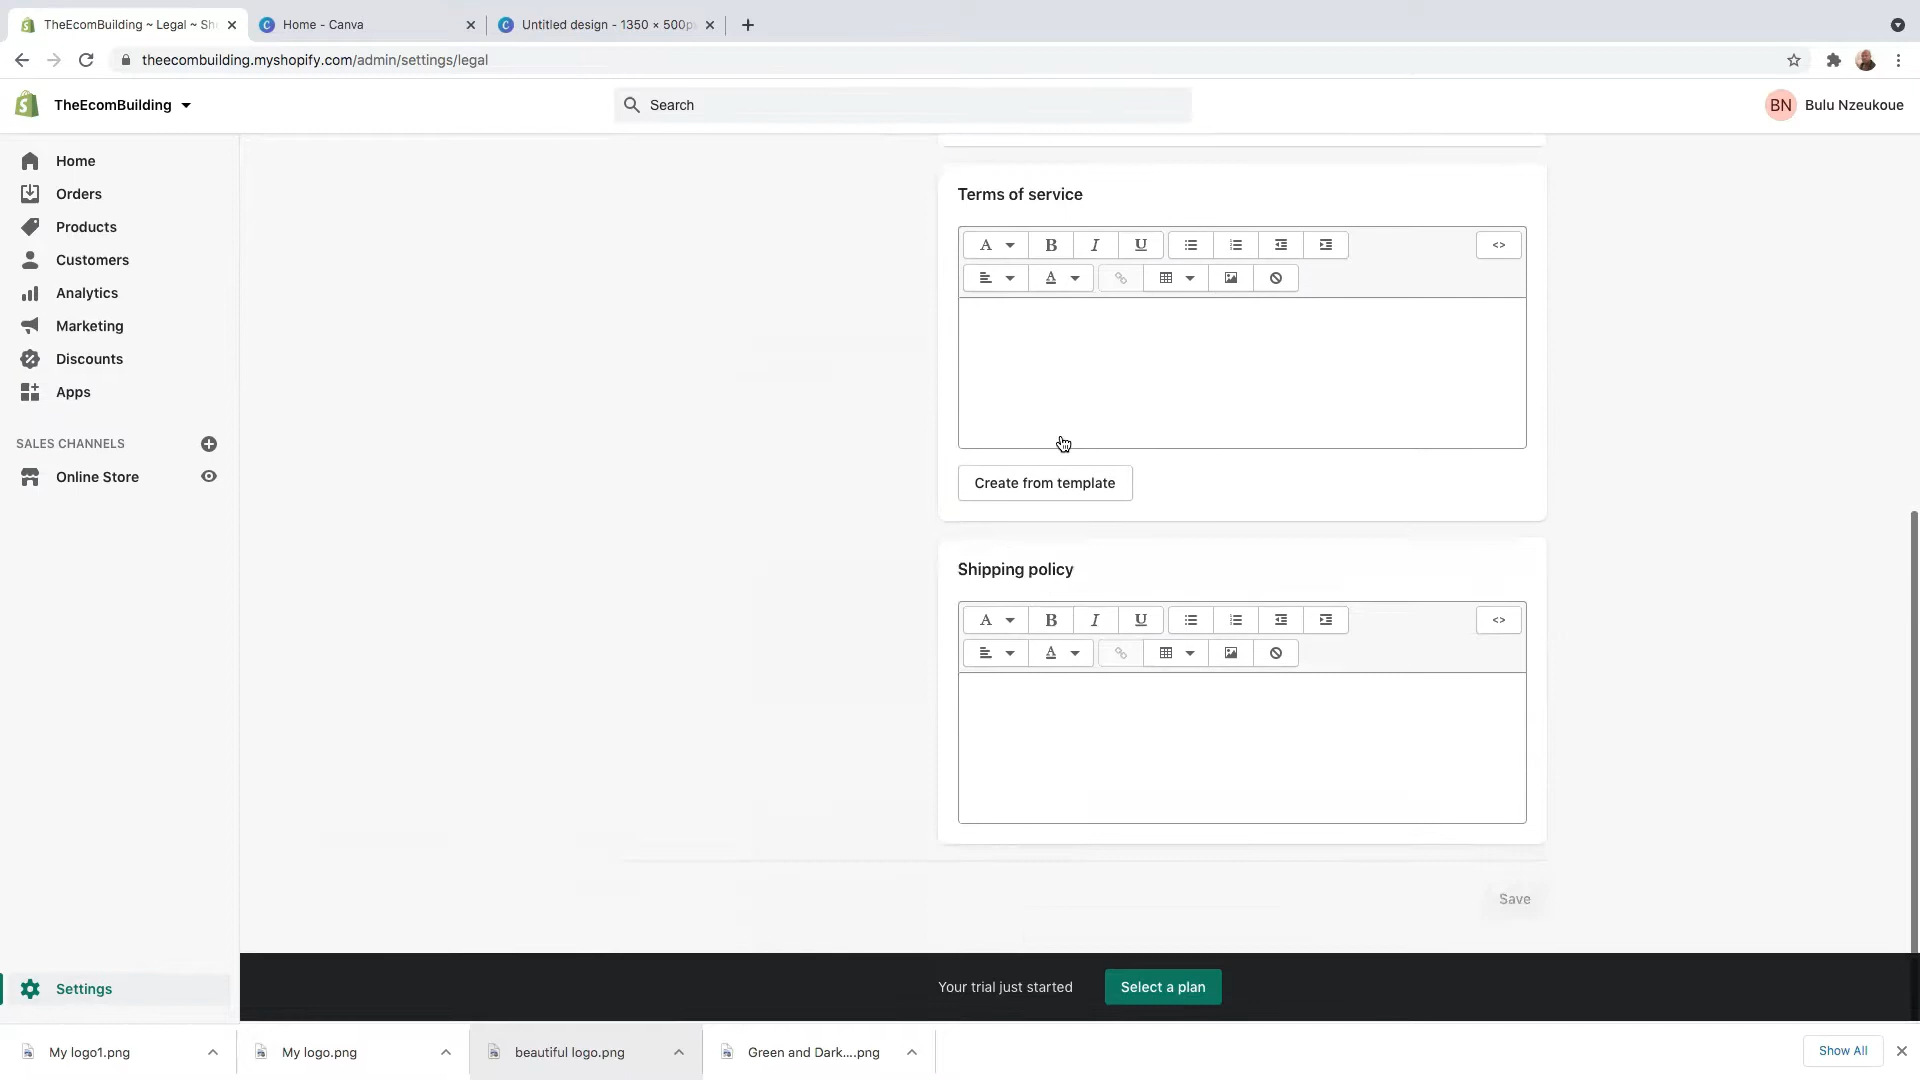 TheEcomBuilding ~ Legal ~ Sh
Home - Canva
Untitled design - 1350 × 500p
theecombuilding.myshopify.com/admin/settings/legal
TheEcomBuilding
Search
BN
Bulu Nzeukoue
Home
Orders
Products
Customers
Analytics
Marketing
Discounts
Apps
SALES CHANNELS
Online Store
Settings
Terms of service
A B I U <>
A
Create from template
Shipping policy
A B I U <>
A
Save
Your trial just started
Select a plan
My logo1.png
My logo.png
beautiful logo.png
Green and Dark....png
Show All